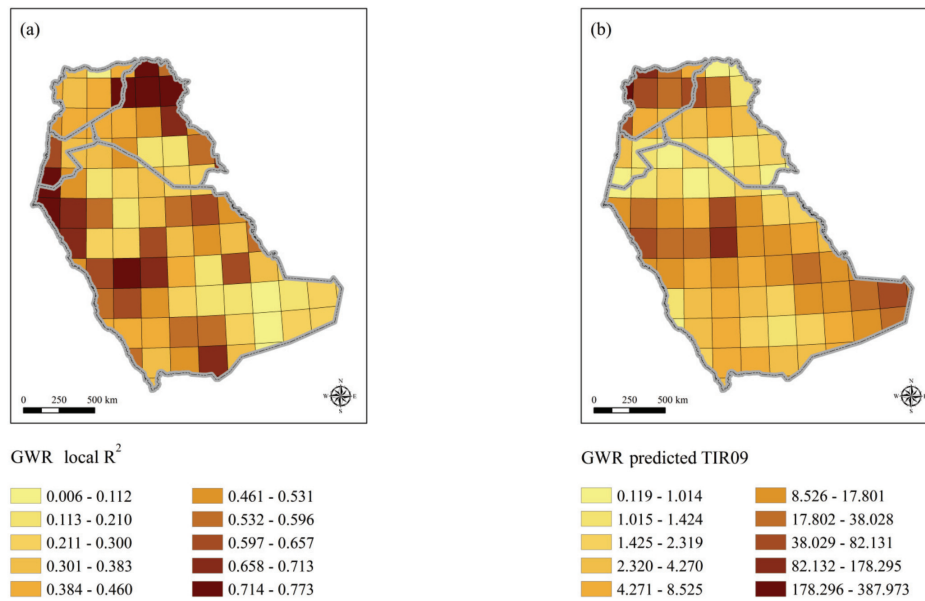 (a)
N
W E
S
0 250 500 km
GWR local R2
0.006 - 0.112
0.113 - 0.210
0.211 - 0.300
0.301 - 0.383
0.384 - 0.460
0.461 - 0.531
0.532 - 0.596
0.597 - 0.657
0.658 - 0.713
0.714 - 0.773
(b)
N
W E
S
0 250 500 km
GWR predicted TIR09
0.119 - 1.014
1.015 - 1.424
1.425 - 2.319
2.320 - 4.270
4.271 - 8.525
8.526 - 17.801
17.802 - 38.028
38.029 - 82.131
82.132 - 178.295
178.296 - 387.973